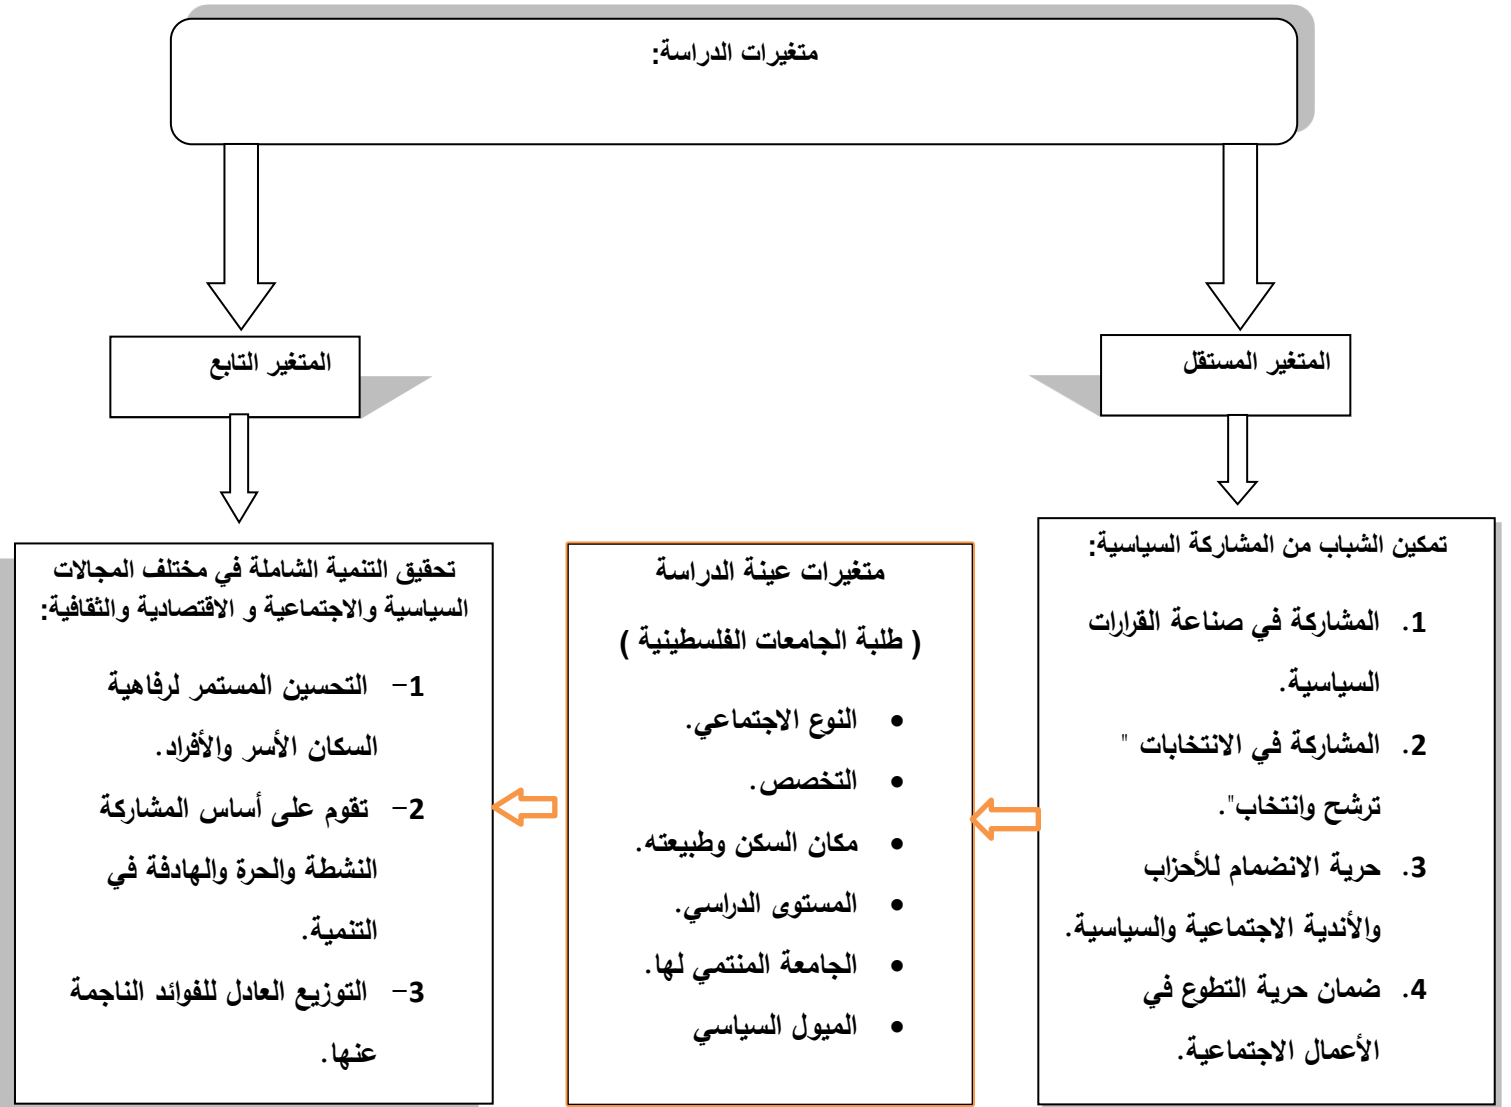 متغيرات الدراسة:
المتغير المستقل
المتغير التابع
تمكين الشباب من المشاركة السياسية:
1. المشاركة في صناعة القرارات
السياسية.
2. المشاركة في الانتخابات "
ترشح وانتخاب".
3. حرية الانضمام للأحزاب
والأندية الاجتماعية والسياسية.
4. ضمان حرية التطوع في
الأعمال الاجتماعية.
متغيرات عينة الدراسة
( طلبة الجامعات الفلسطينية )
• النوع الاجتماعي.
• التخصص.
• مكان السكن وطبيعته.
• المستوى الدراسي.
• الجامعة المنتمي لها.
• الميول السياسي
تحقيق التنمية الشاملة في مختلف المجالات
السياسية والاجتماعية و الاقتصادية والثقافية:
1- التحسين المستمر لرفاهية
السكان الأسر والأفراد.
2- تقوم على أساس المشاركة
النشطة والحرة والهادفة في
التنمية.
3- التوزيع العادل للفوائد الناجمة
عنها.